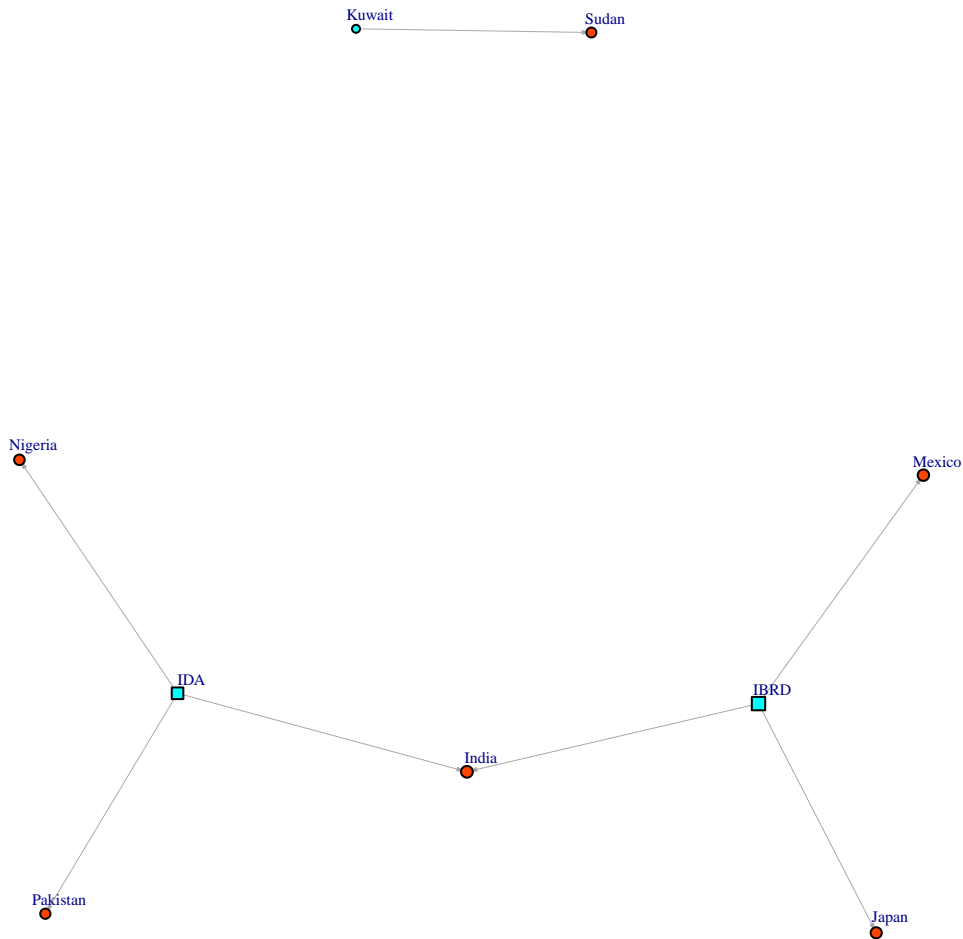 Kuwait
Sudan
Nigeria
Mexico
IDA
IBRD
India
Pakistan
Japan